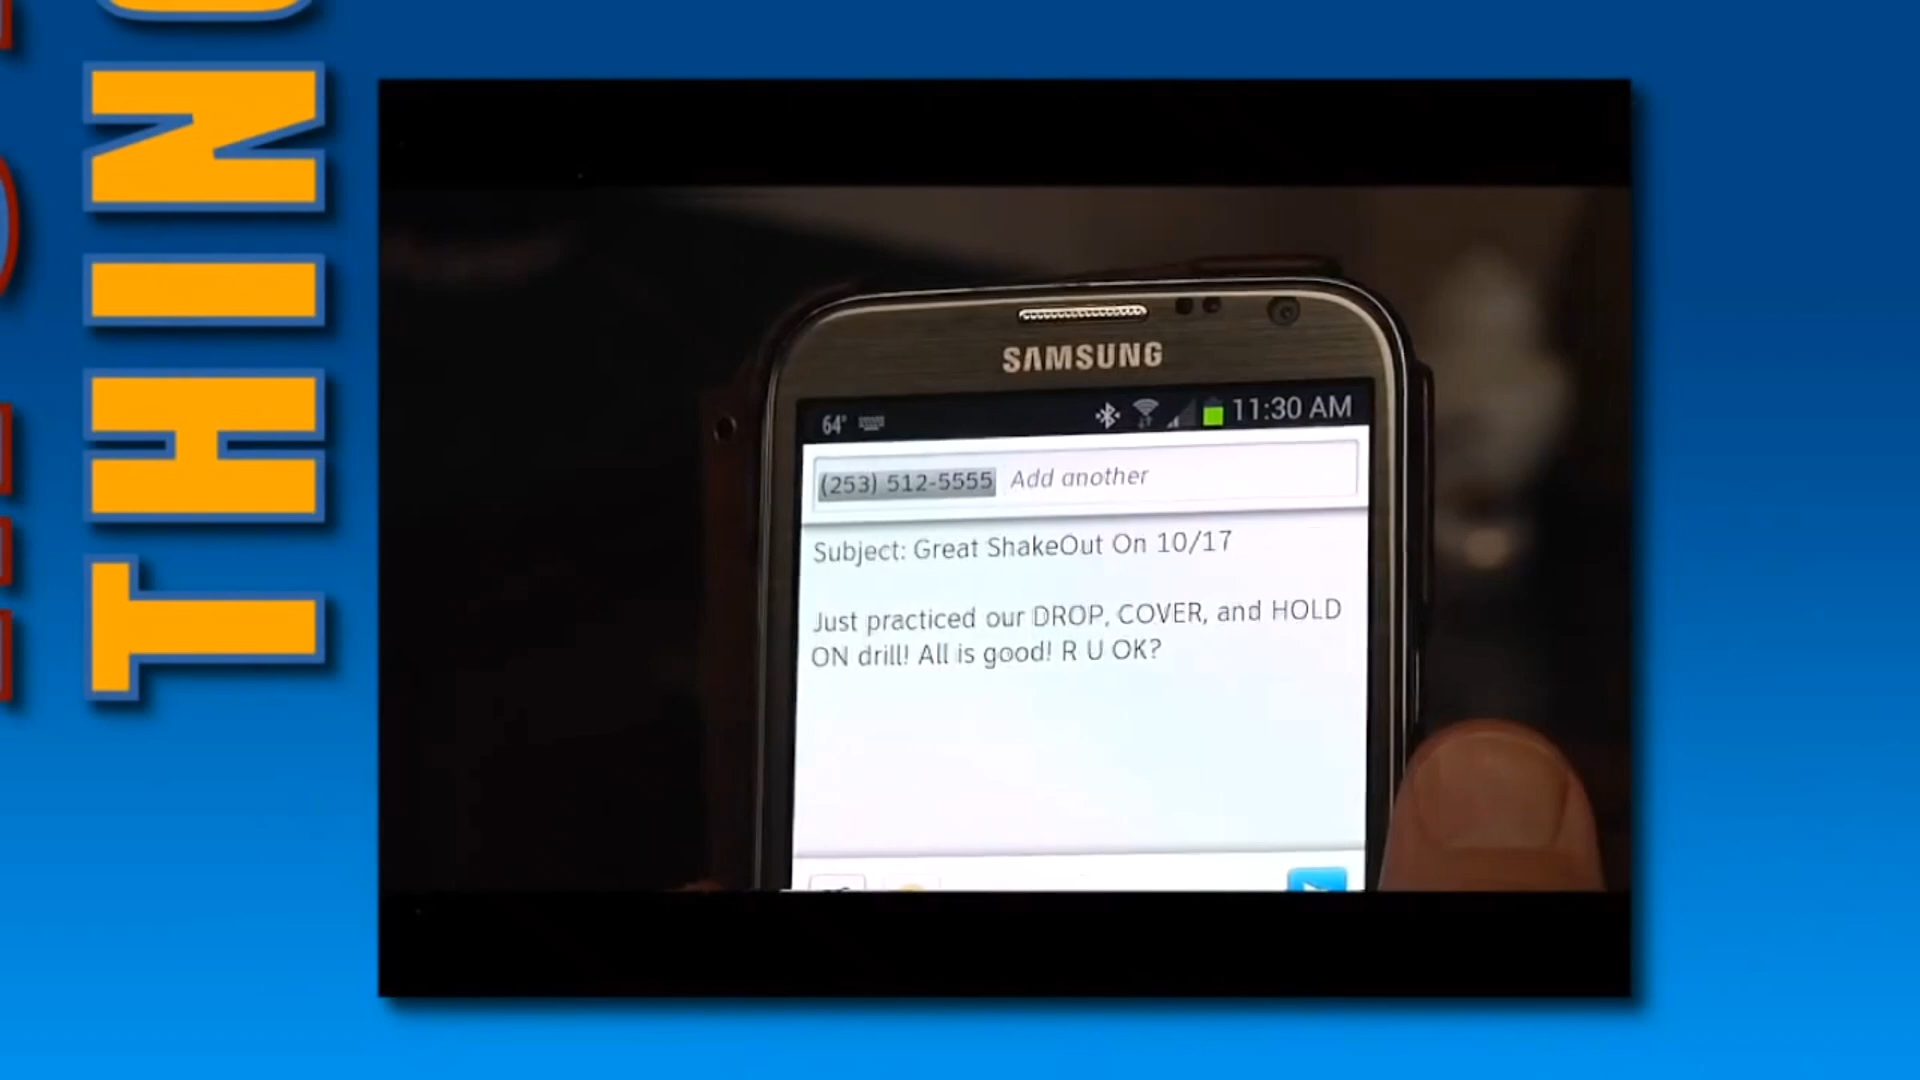 THIN
SAMSUNG
64° 11:30 AM
(253) 512-5555 Add another
Subject: Great ShakeOut On 10/17
Just practiced our DROP, COVER, and HOLD
ON drill! All is good! R U OK?